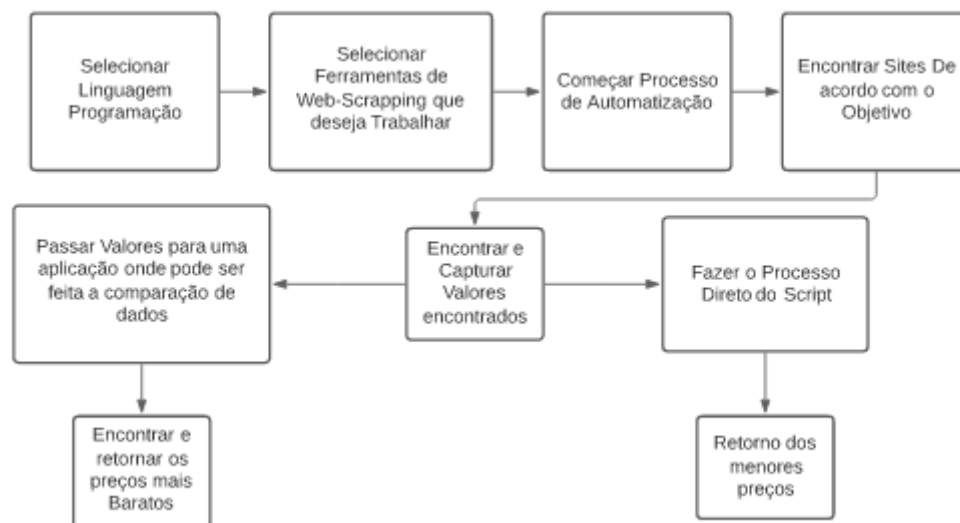 Selecionar
Linguagem
Programação
Selecionar
Ferramentas de
Web-Scrapping que
deseja Trabalhar
Começar Processo
de Automatização
Encontrar Sites De
acordo com o
Objetivo
Passar Valores para uma
aplicação onde pode ser
feita a comparação de
dados
Encontrar e
Capturar
Valores
encontrados
Fazer o Processo
Direto do Script
Encontrar e
retornar os
preços mais
Baratos
Retorno dos
menores
preços